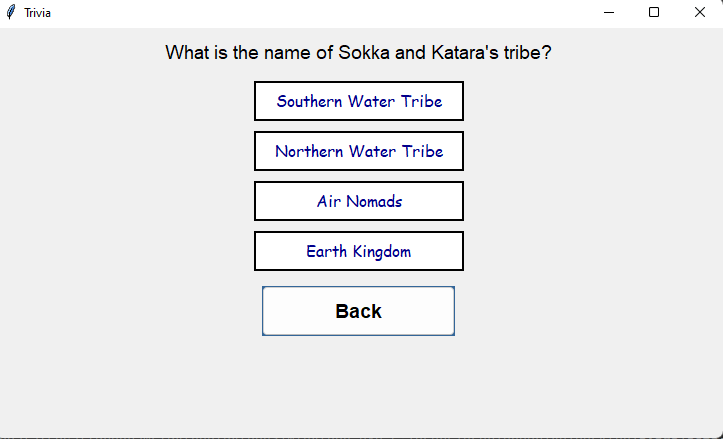 Trivia
What is the name of Sokka and Katara's tribe?
Southern Water Tribe
Northern Water Tribe
Air Nomads
Earth Kingdom
Back